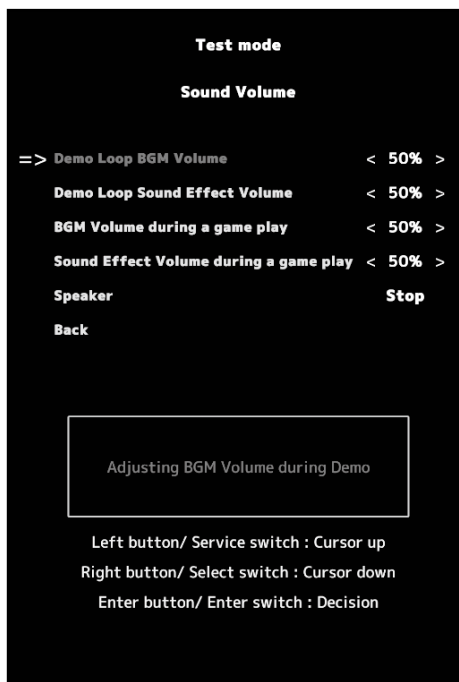 Test mode
Sound Volume
=> Demo Loop BGM Volume < 50% >
Demo Loop Sound Effect Volume < 50% >
BGM Volume during a game play < 50% >
Sound Effect Volume during a game play < 50% >
Speaker Stop
Back
Adjusting BGM Volume during Demo
Left button/ Service switch : Cursor up
Right button/ Select switch : Cursor down
Enter button/ Enter switch : Decision